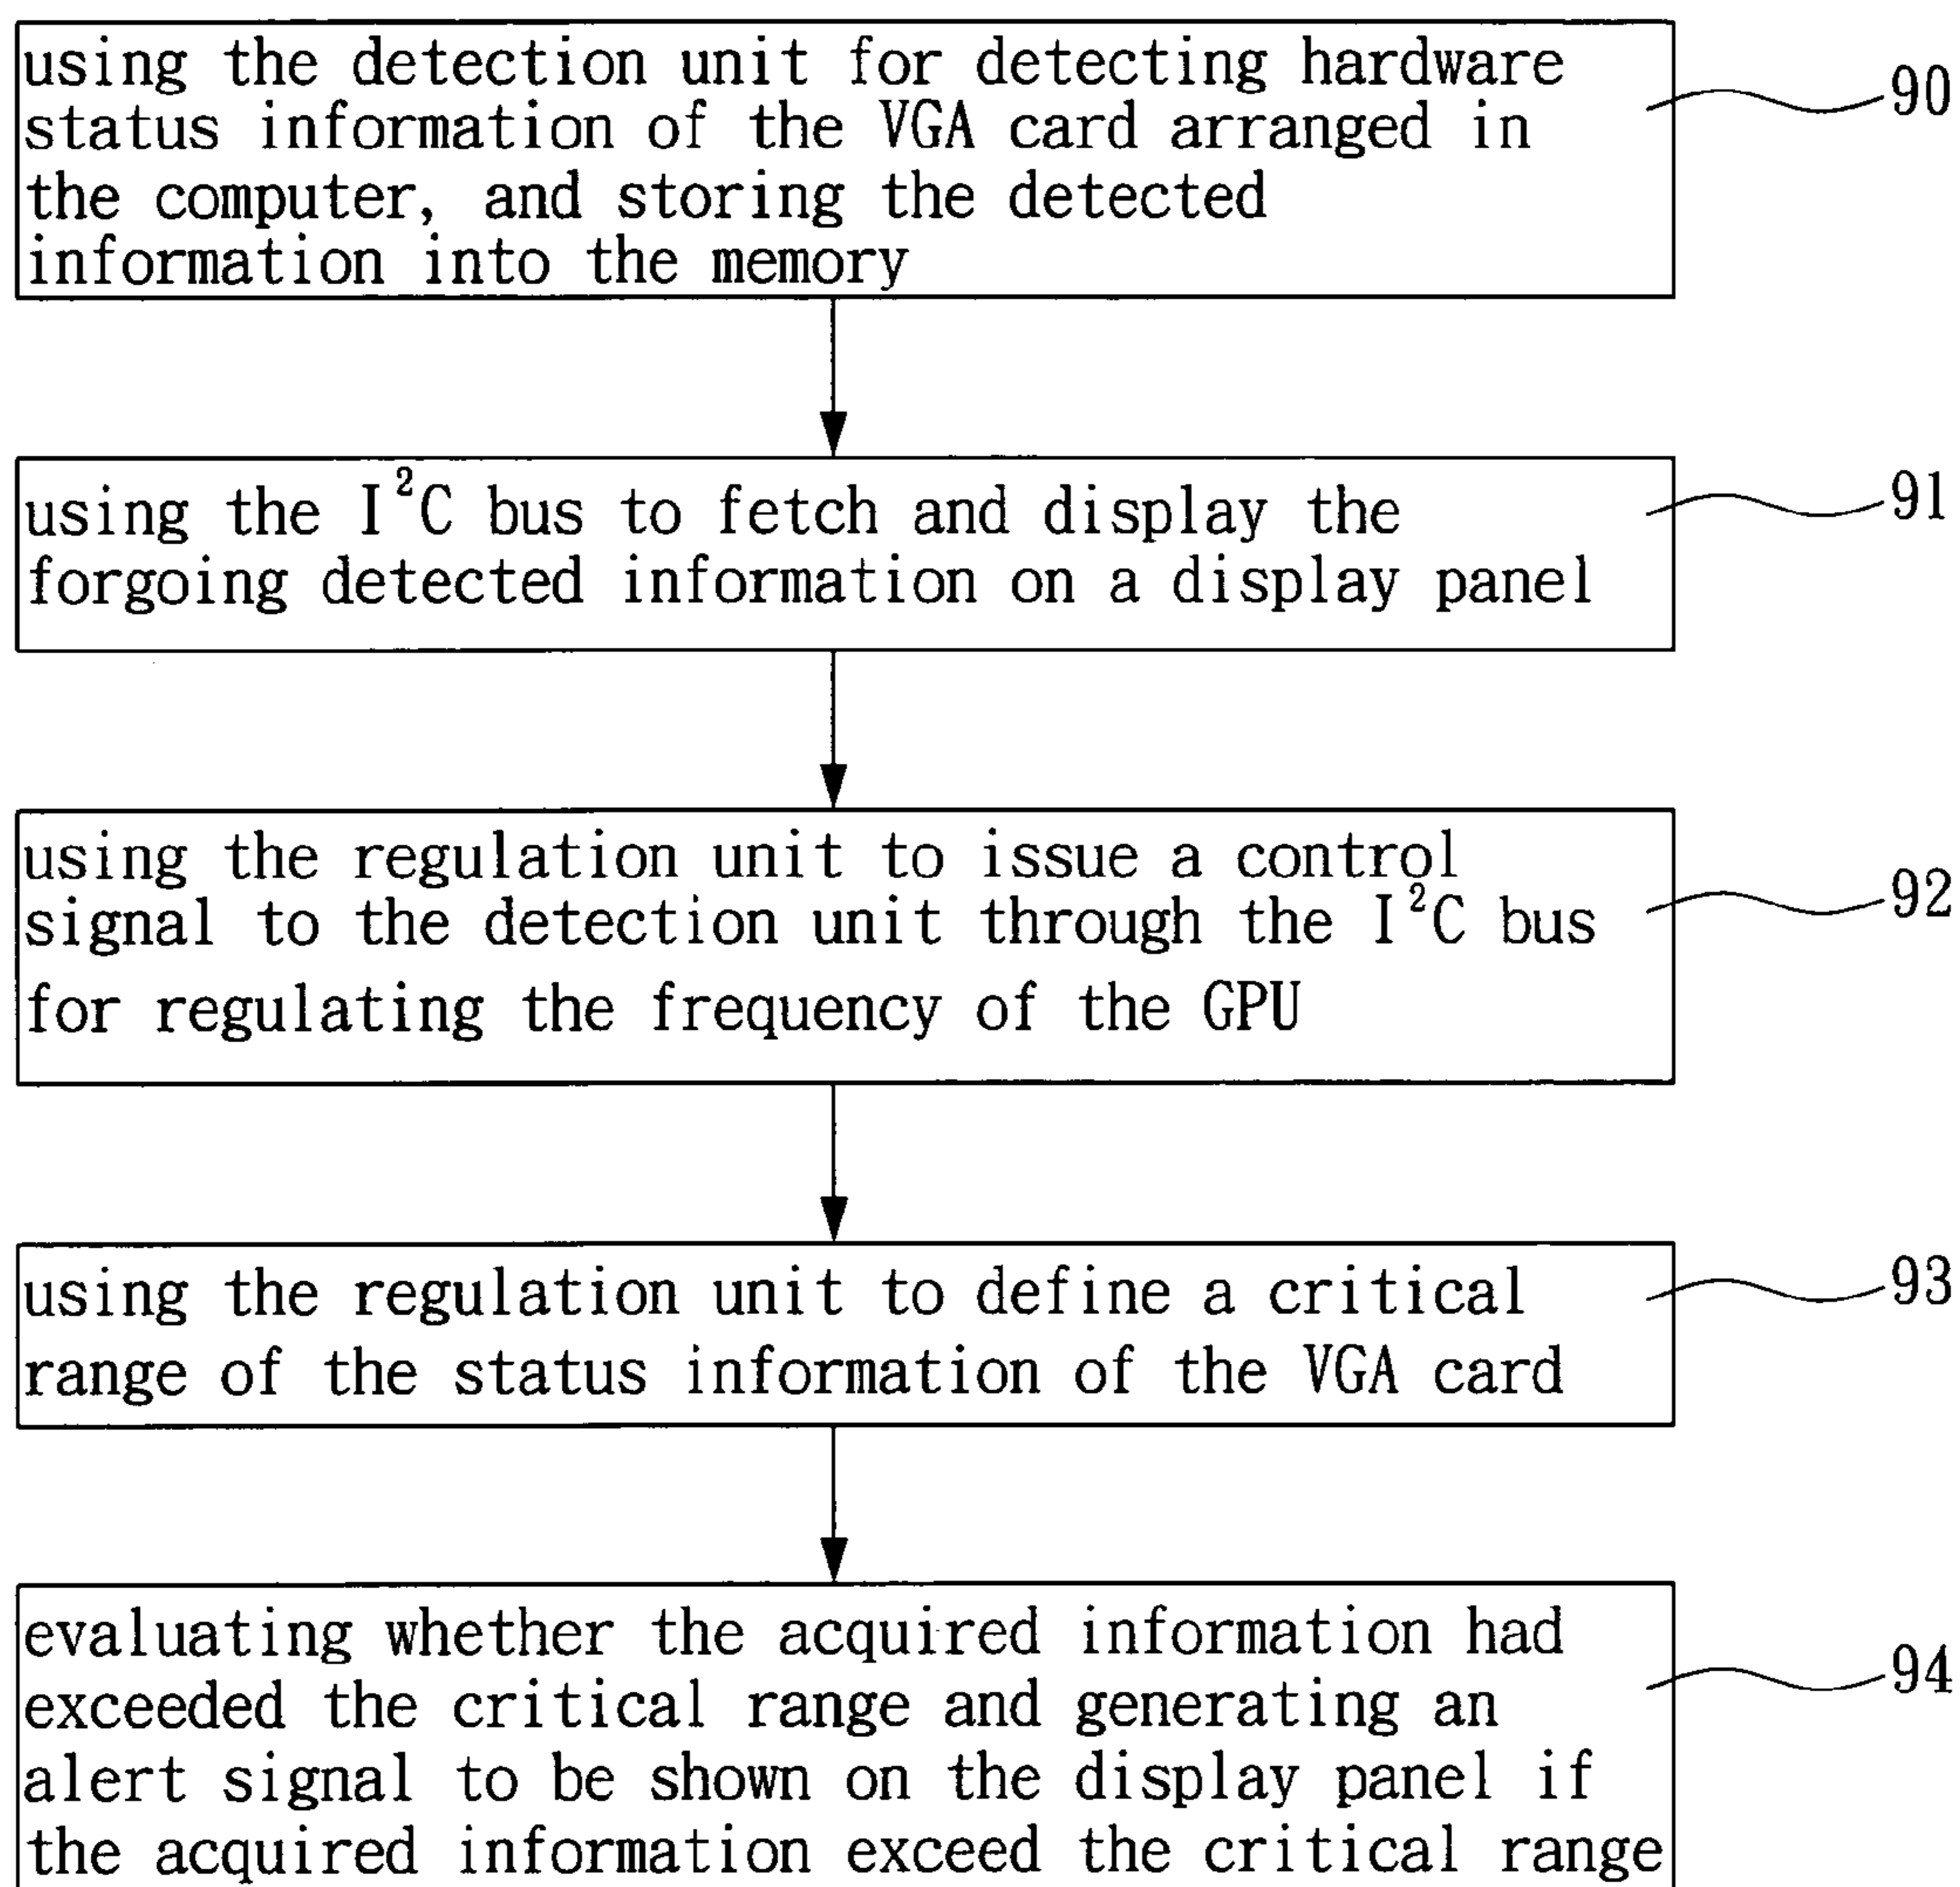 using the detection unit for detecting hardware
status information of the VGA card arranged in
the computer, and storing the detected
information into the memory
90
using the I²C bus to fetch and display the
forgoing detected information on a display panel
91
using the regulation unit to issue a control
signal to the detection unit through the I²C bus
for regulating the frequency of the GPU
92
using the regulation unit to define a critical
range of the status information of the VGA card
93
evaluating whether the acquired information had
exceeded the critical range and generating an
alert signal to be shown on the display panel if
the acquired information exceed the critical range
94